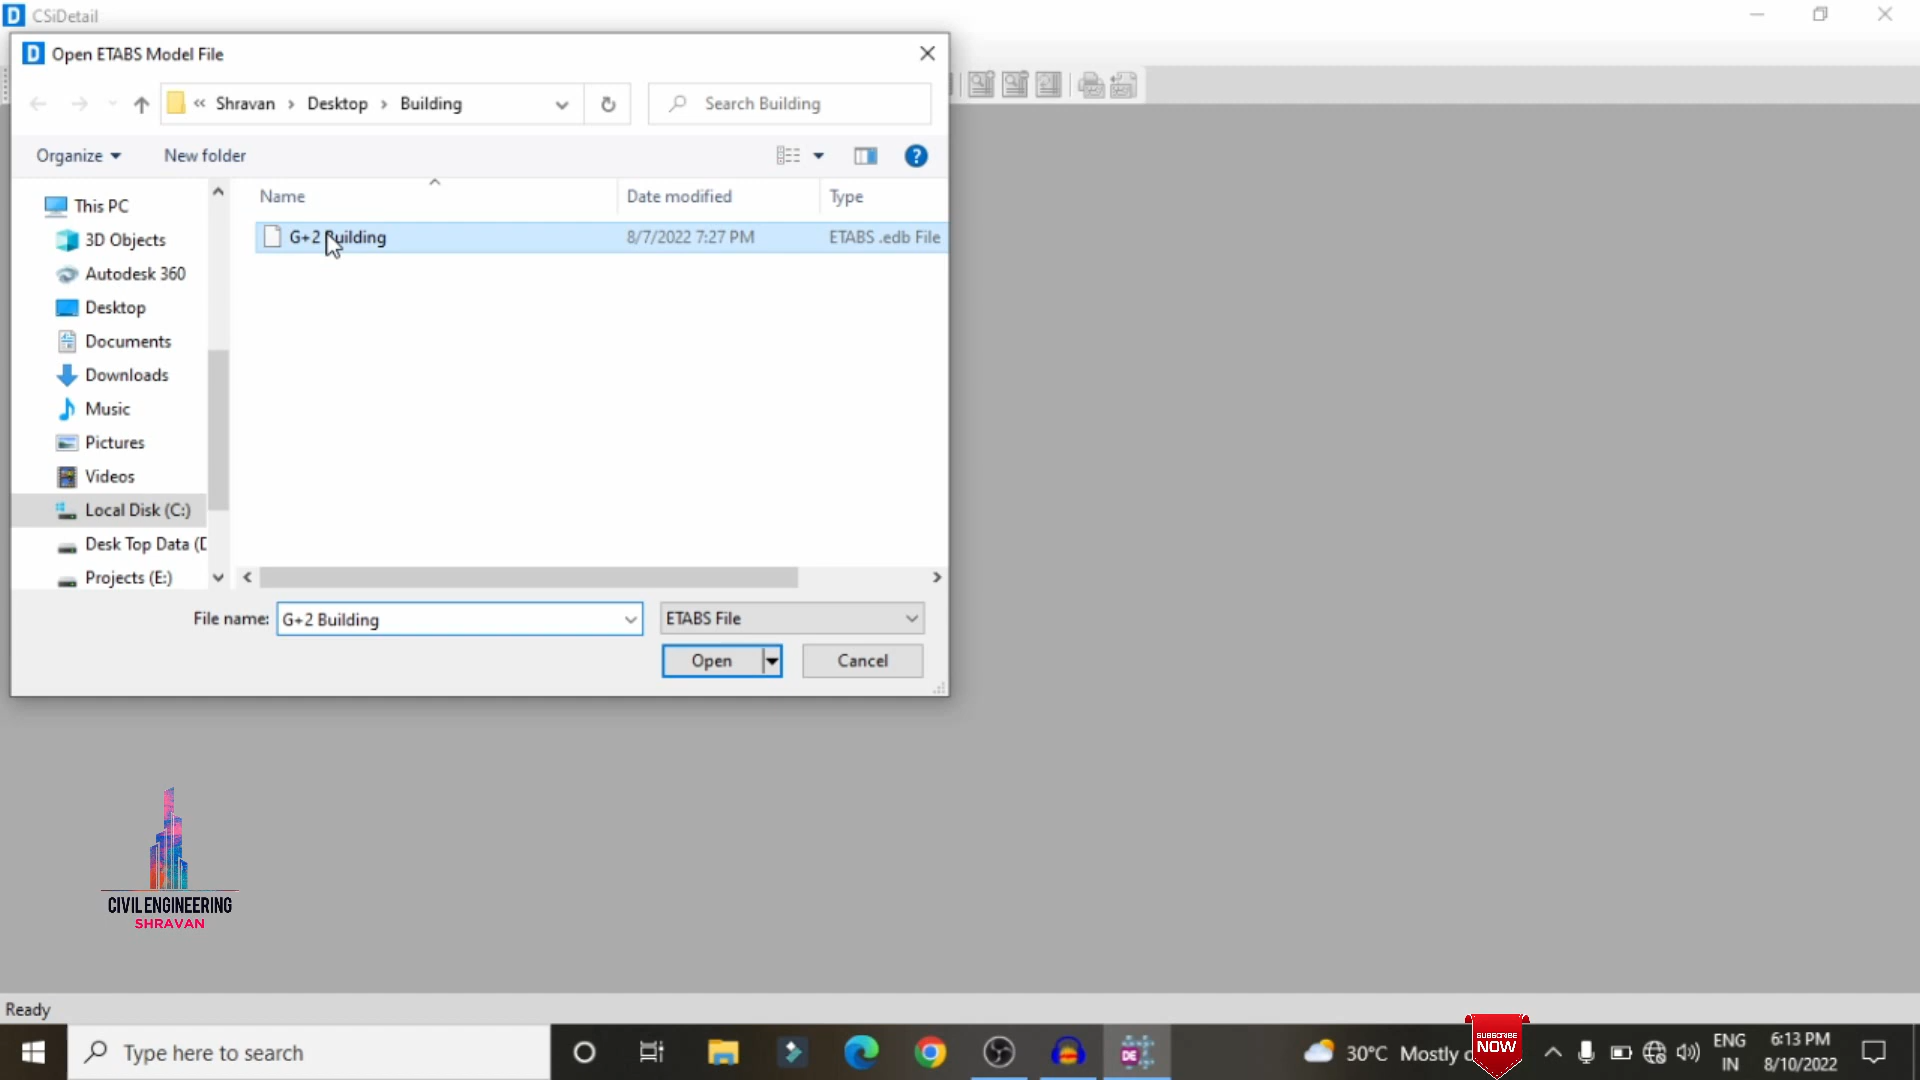 CSiDetail
Open ETABS Model File
« Shravan › Desktop › Building
Search Building
Organize
New folder
Name
Date modified
Type
This PC
3D Objects
Autodesk 360
Desktop
Documents
Downloads
Music
Pictures
Videos
Local Disk (C:)
Desk Top Data (D
Projects (E:)
G+2 Building
8/7/2022 7:27 PM
ETABS .edb File
File name: G+2 Building
ETABS File
Open
Cancel
CIVIL ENGINEERING
SHRAVAN
Ready
Type here to search
DE
30°C Mostly c
SUBSCRIBE
NOW
ENG
IN
6:13 PM
8/10/2022